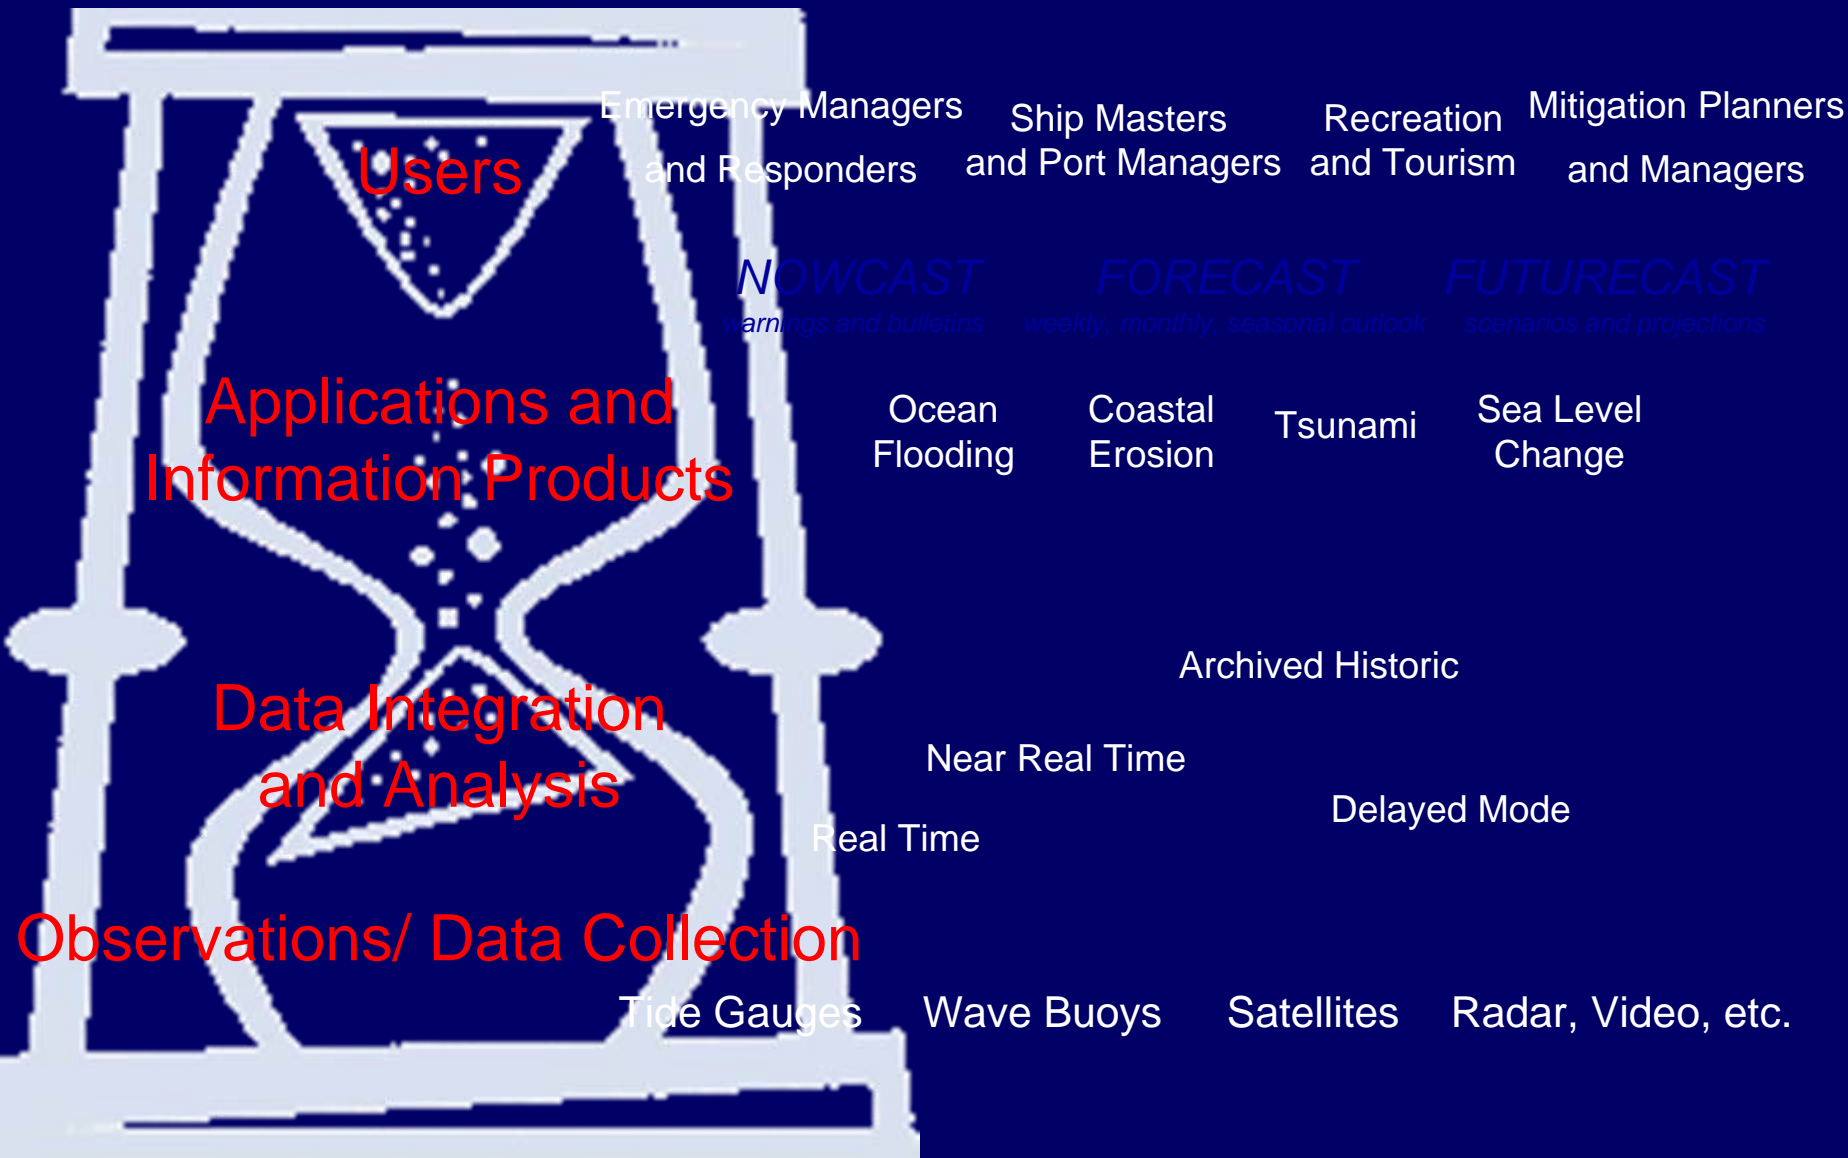 Users
Emergency Managers
and Responders
Ship Masters
and Port Managers
Recreation
and Tourism
Mitigation Planners
and Managers
NOWCAST
warnings and bulletins
FORECAST
weekly, monthly, seasonal outlook
FUTURECAST
scenarios and projections
Applications and
Information Products
Ocean
Flooding
Coastal
Erosion
Tsunami
Sea Level
Change
Data Integration
and Analysis
Archived Historic
Near Real Time
Delayed Mode
Real Time
Observations/ Data Collection
Tide Gauges
Wave Buoys
Satellites
Radar, Video, etc.